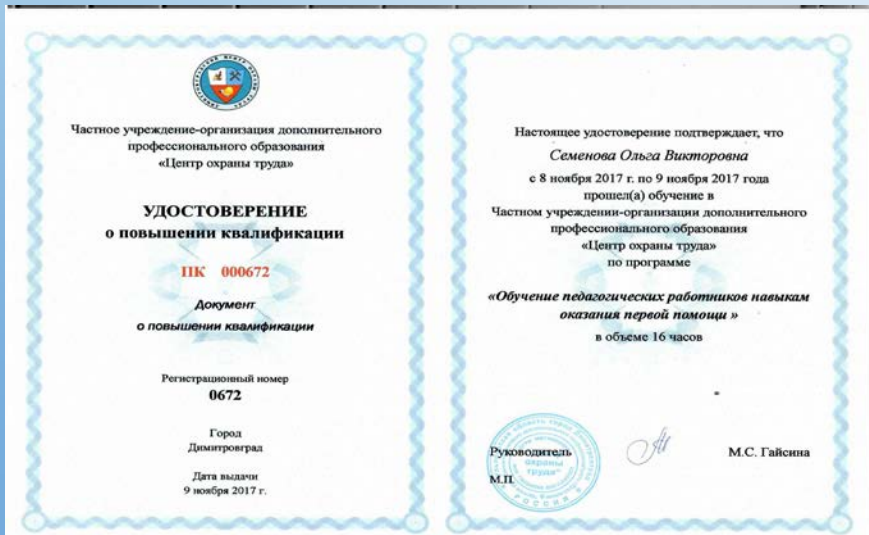 Частное учреждение-организация дополнительного
профессионального образования
«Центр охраны труда»
УДОСТОВЕРЕНИЕ
о повышении квалификации
ПК 000672
Документ
о повышении квалификации
Регистрационный номер
0672
Город
Димитровград
Дата выдачи
9 ноября 2017 г.
Настоящее удостоверение подтверждает, что
Семенова Ольга Викторовна
с 8 ноября 2017 г. по 9 ноября 2017 года
прошел(а) обучение в
Частном учреждении-организации дополнительного
профессионального образования
«Центр охраны труда»
по программе
«Обучение педагогических работников навыкам
оказания первой помощи »
в объеме 16 часов
Руководитель
М.С. Гайсина
М.П.
охраны
труда"
РОССИЯ